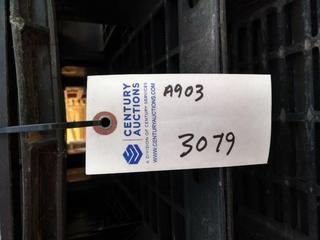 CENTURY
AUCTIONS
A DIVISION OF CENTURY SERVICES
WWW.CENTURYAUCTIONS.COM
A903
3079